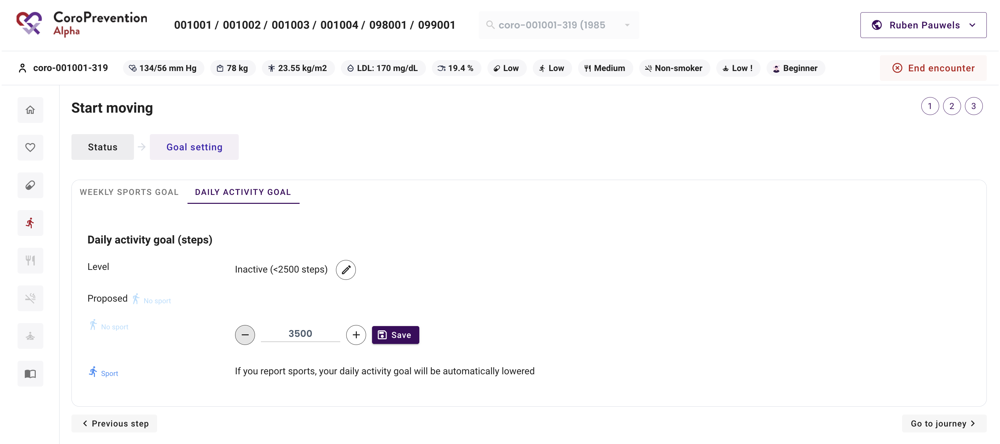 CoroPrevention
Alpha
001001 / 001002 / 001003 / 001004 / 098001 / 099001
coro-001001-319 (1985
Ruben Pauwels
coro-001001-319
134/56 mm Hg
78 kg
23.55 kg/m2
LDL: 170 mg/dL
19.4 %
Low
Low
Medium
Non-smoker
Low !
Beginner
End encounter
Start moving
1 2 3
Status
Goal setting
WEEKLY SPORTS GOAL
DAILY ACTIVITY GOAL
Daily activity goal (steps)
Level
Inactive (<2500 steps)
Proposed No sport
No sport
3500
Save
Sport
If you report sports, your daily activity goal will be automatically lowered
Previous step
Go to journey